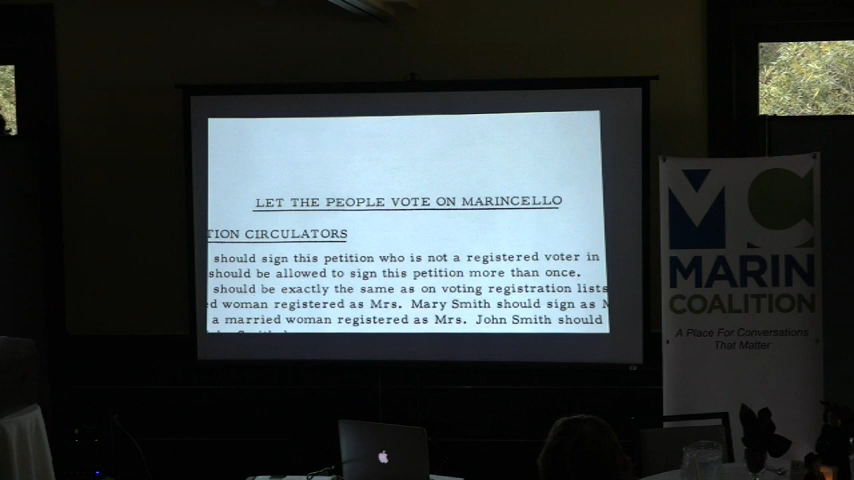 LET THE PEOPLE VOTE ON MARINCELLO
TION CIRCULATORS
should sign this petition who is not a registered voter in
should be allowed to sign this petition more than once.
should be exactly the same as on voting registration lists
d woman registered as Mrs. Mary Smith should sign as M
a married woman registered as Mrs. John Smith should
MC
MARIN
COALITION
A Place For Conversations
That Matter